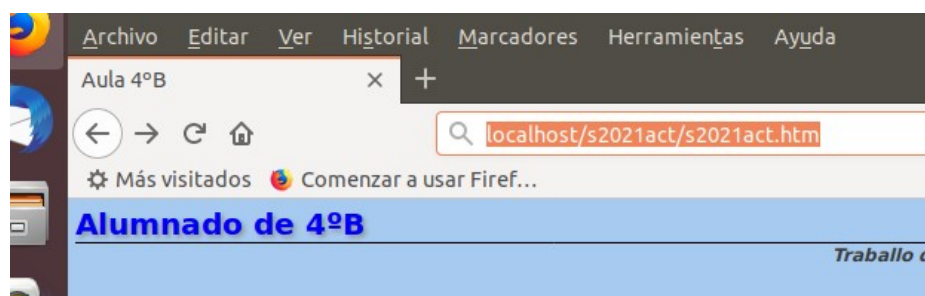 Archivo Editar Ver Historial Marcadores Herramientas Ayuda
Aula 4ºB
localhost/s2021act/s2021act.htm
Más visitados Comenzar a usar Firef...
Alumnado de 4ºB
Traballo